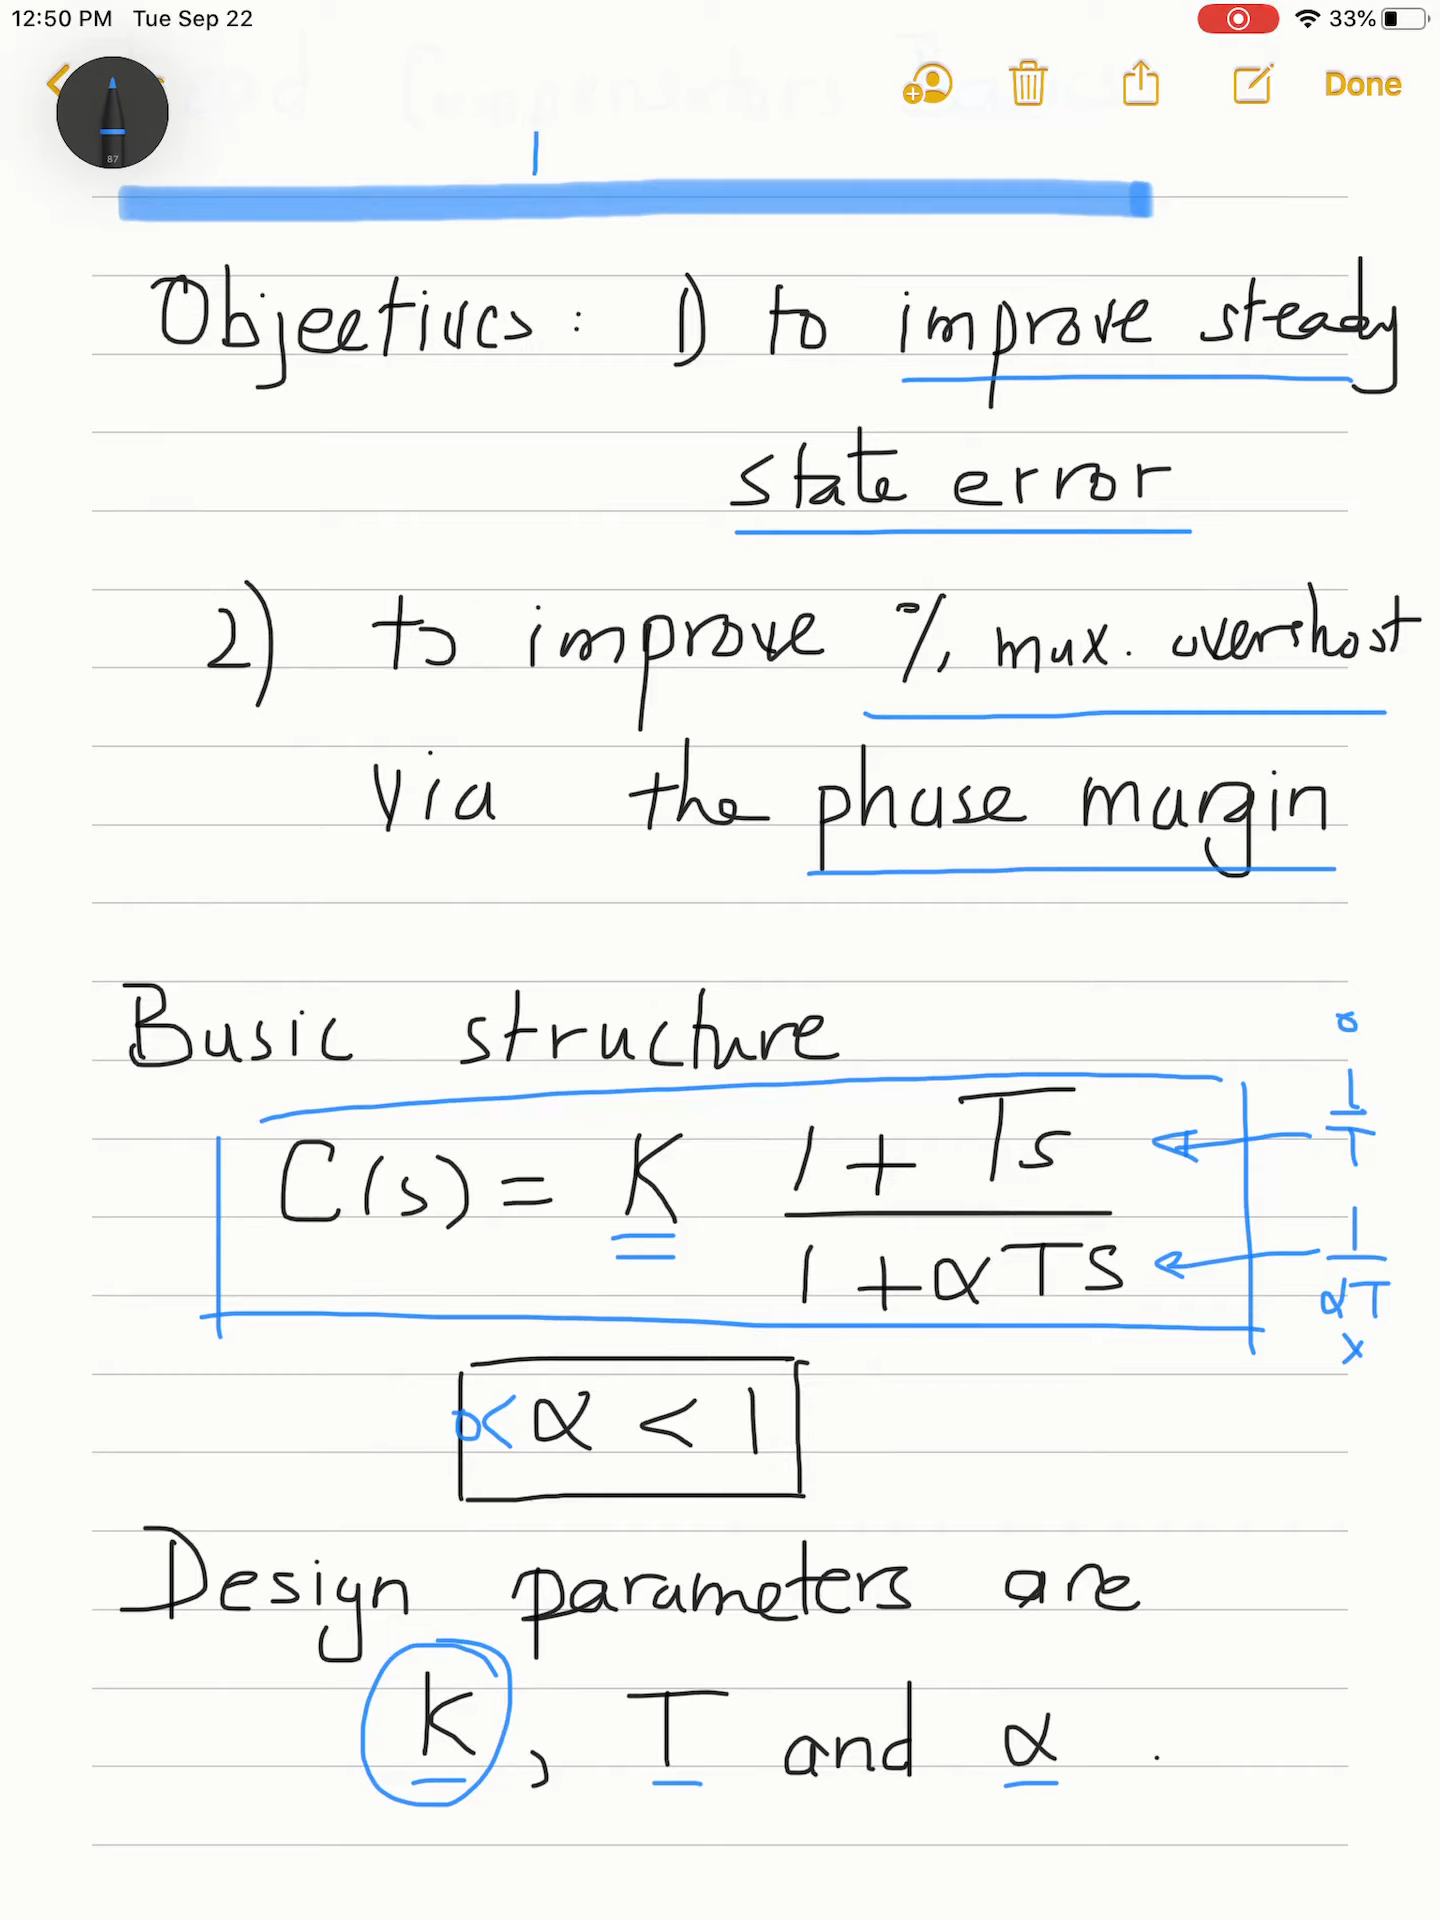 12:50 PM Tue Sep 22
33%
Done
87
Objectives: 1) to improve steady
state error
2) to improve % max. overshoot
via the phase margin
Basic structure
C(s) = K (1 + Ts)/(1 + αTs)
1/T
1/αT
x
0 < α < 1
Design parameters are
K, T and α.